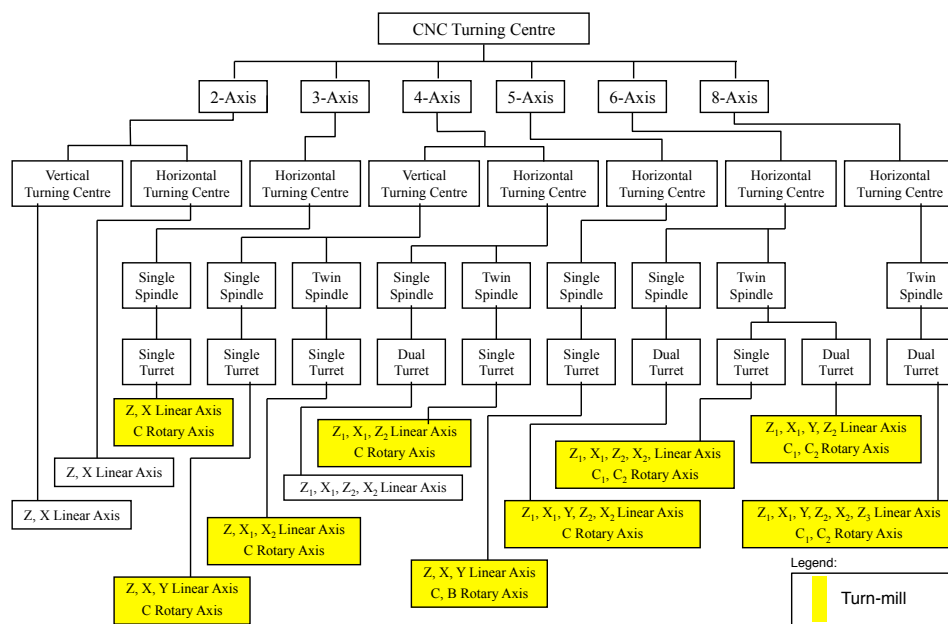 CNC Turning Centre
2-Axis
3-Axis
4-Axis
5-Axis
6-Axis
8-Axis
Vertical
Turning Centre
Horizontal
Turning Centre
Horizontal
Turning Centre
Vertical
Turning Centre
Horizontal
Turning Centre
Horizontal
Turning Centre
Horizontal
Turning Centre
Horizontal
Turning Centre
Single
Spindle
Single
Spindle
Twin
Spindle
Single
Spindle
Twin
Spindle
Single
Spindle
Single
Spindle
Twin
Spindle
Twin
Spindle
Single
Turret
Single
Turret
Single
Turret
Dual
Turret
Single
Turret
Single
Turret
Dual
Turret
Single
Turret
Dual
Turret
Dual
Turret
Z, X Linear Axis
C Rotary Axis
Z₁, X₁, Z₂ Linear Axis
C Rotary Axis
Z₁, X₁, Y, Z₂ Linear Axis
C₁, C₂ Rotary Axis
Z₁, X₁, Z₂, X₂, Linear Axis
C₁, C₂ Rotary Axis
Z, X Linear Axis
Z₁, X₁, Z₂, X₂ Linear Axis
Z, X Linear Axis
Z, X₁, X₂ Linear Axis
C Rotary Axis
Z₁, X₁, Y, Z₂, X₂ Linear Axis
C Rotary Axis
Z₁, X₁, Y, Z₂, X₂, Z₃ Linear Axis
C₁, C₂ Rotary Axis
Z, X, Y Linear Axis
C Rotary Axis
Z, X, Y Linear Axis
C, B Rotary Axis
Legend:
Turn-mill